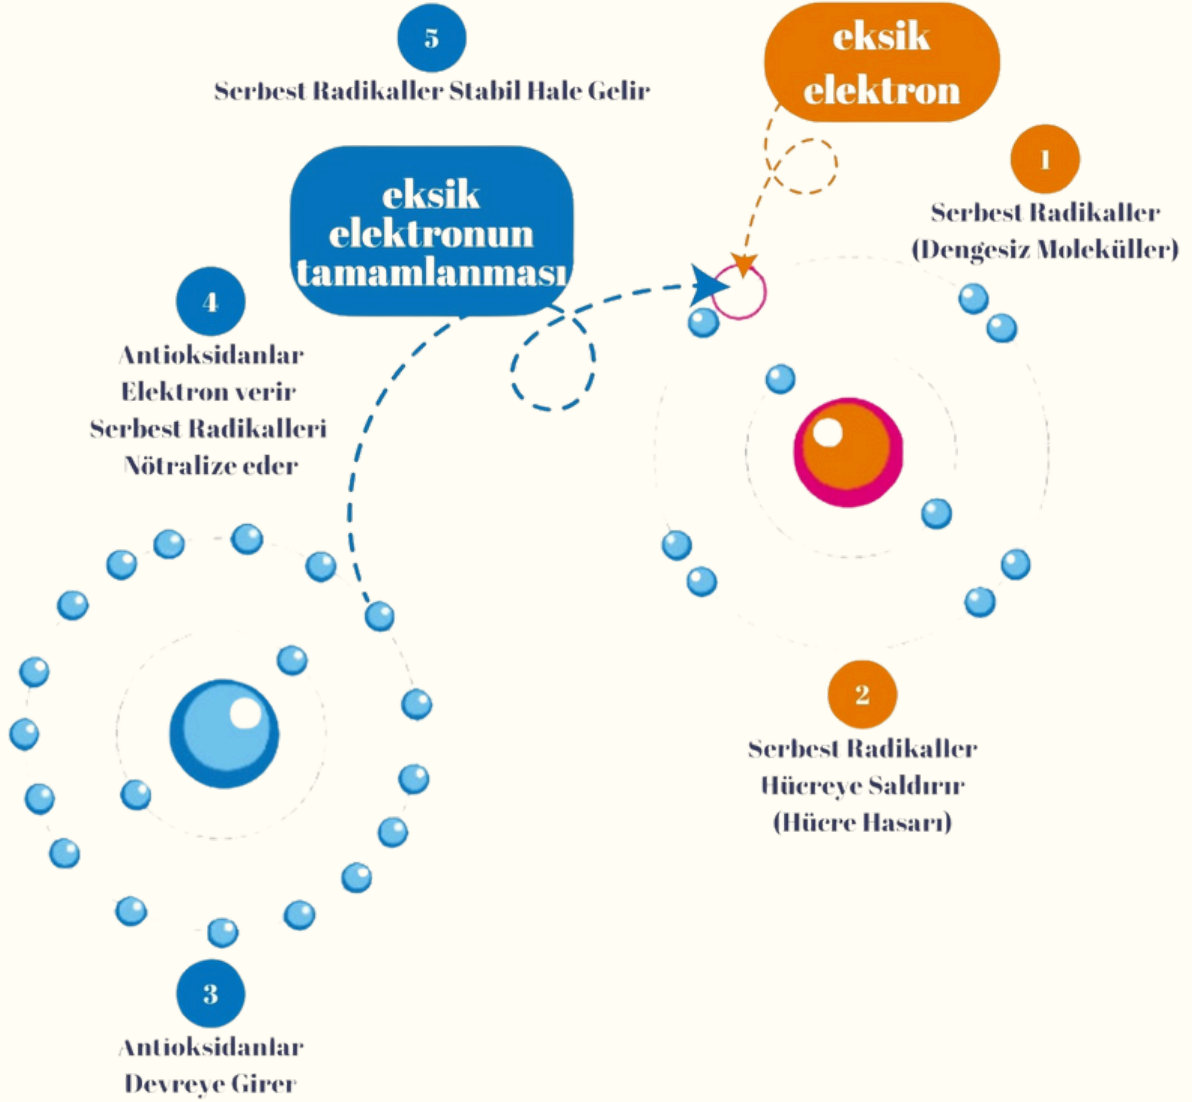 5
Serbest Radikaller Stabil Hale Gelir
eksik
elektron
1
Serbest Radikaller
(Dengesiz Moleküller)
eksik
elektronun
tamamlanması
4
Antioksidanlar
Elektron verir
Serbest Radikalleri
Nötralize eder
2
Serbest Radikaller
Hücreye Saldırır
(Hücre Hasarı)
3
Antioksidanlar
Devreye Girer